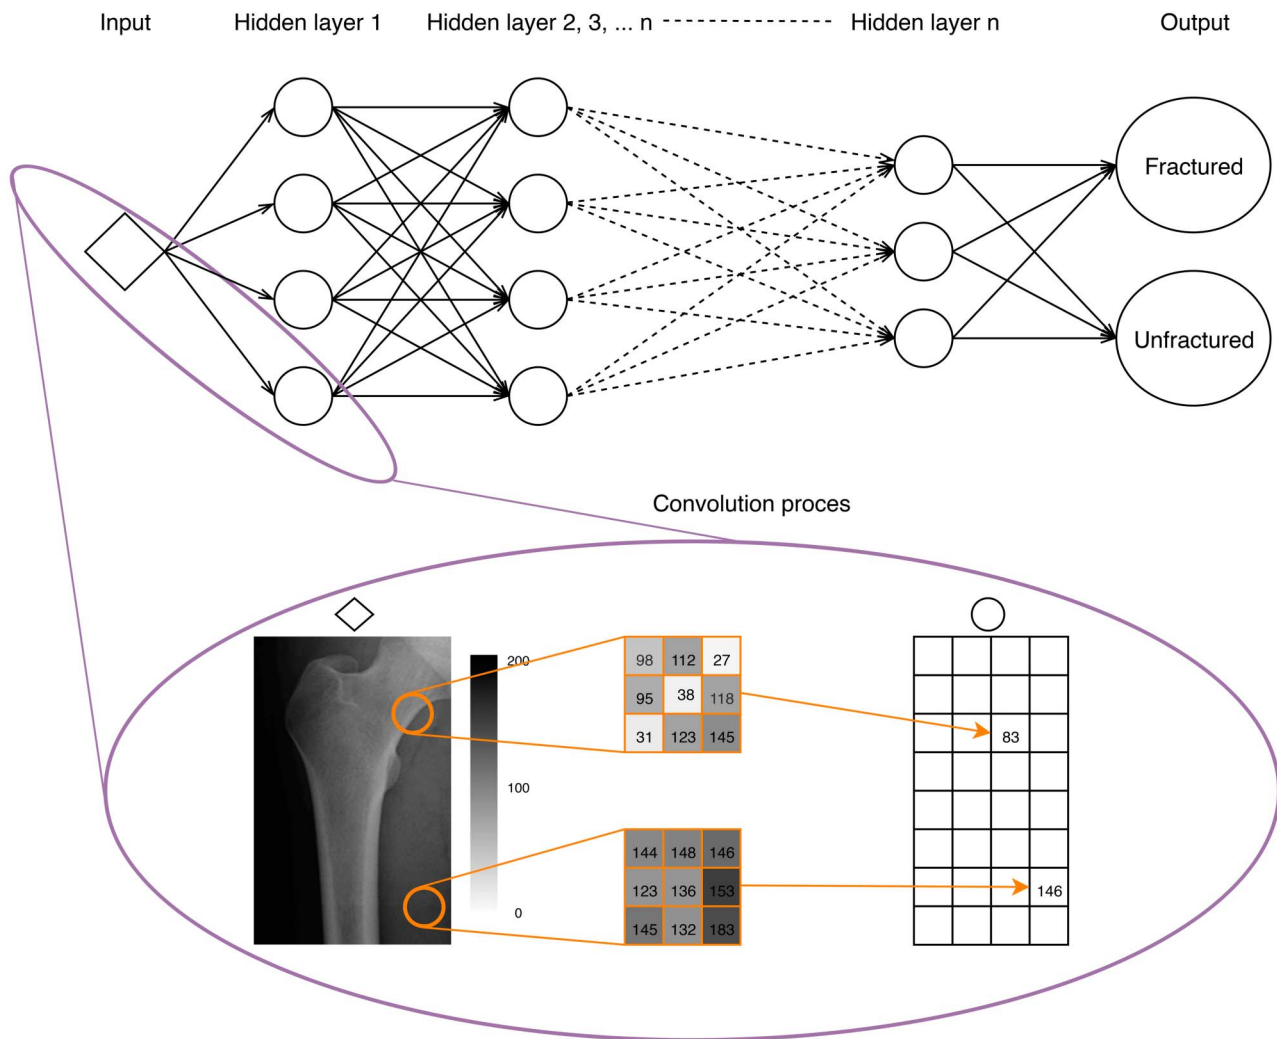 Input Hidden layer 1 Hidden layer 2, 3, ... n Hidden layer n Output
Fractured
Unfractured
Convolution proces
200
100
0
98 112 27
95 38 118
31 123 145
83
144 148 146
123 136 153
145 132 183
146